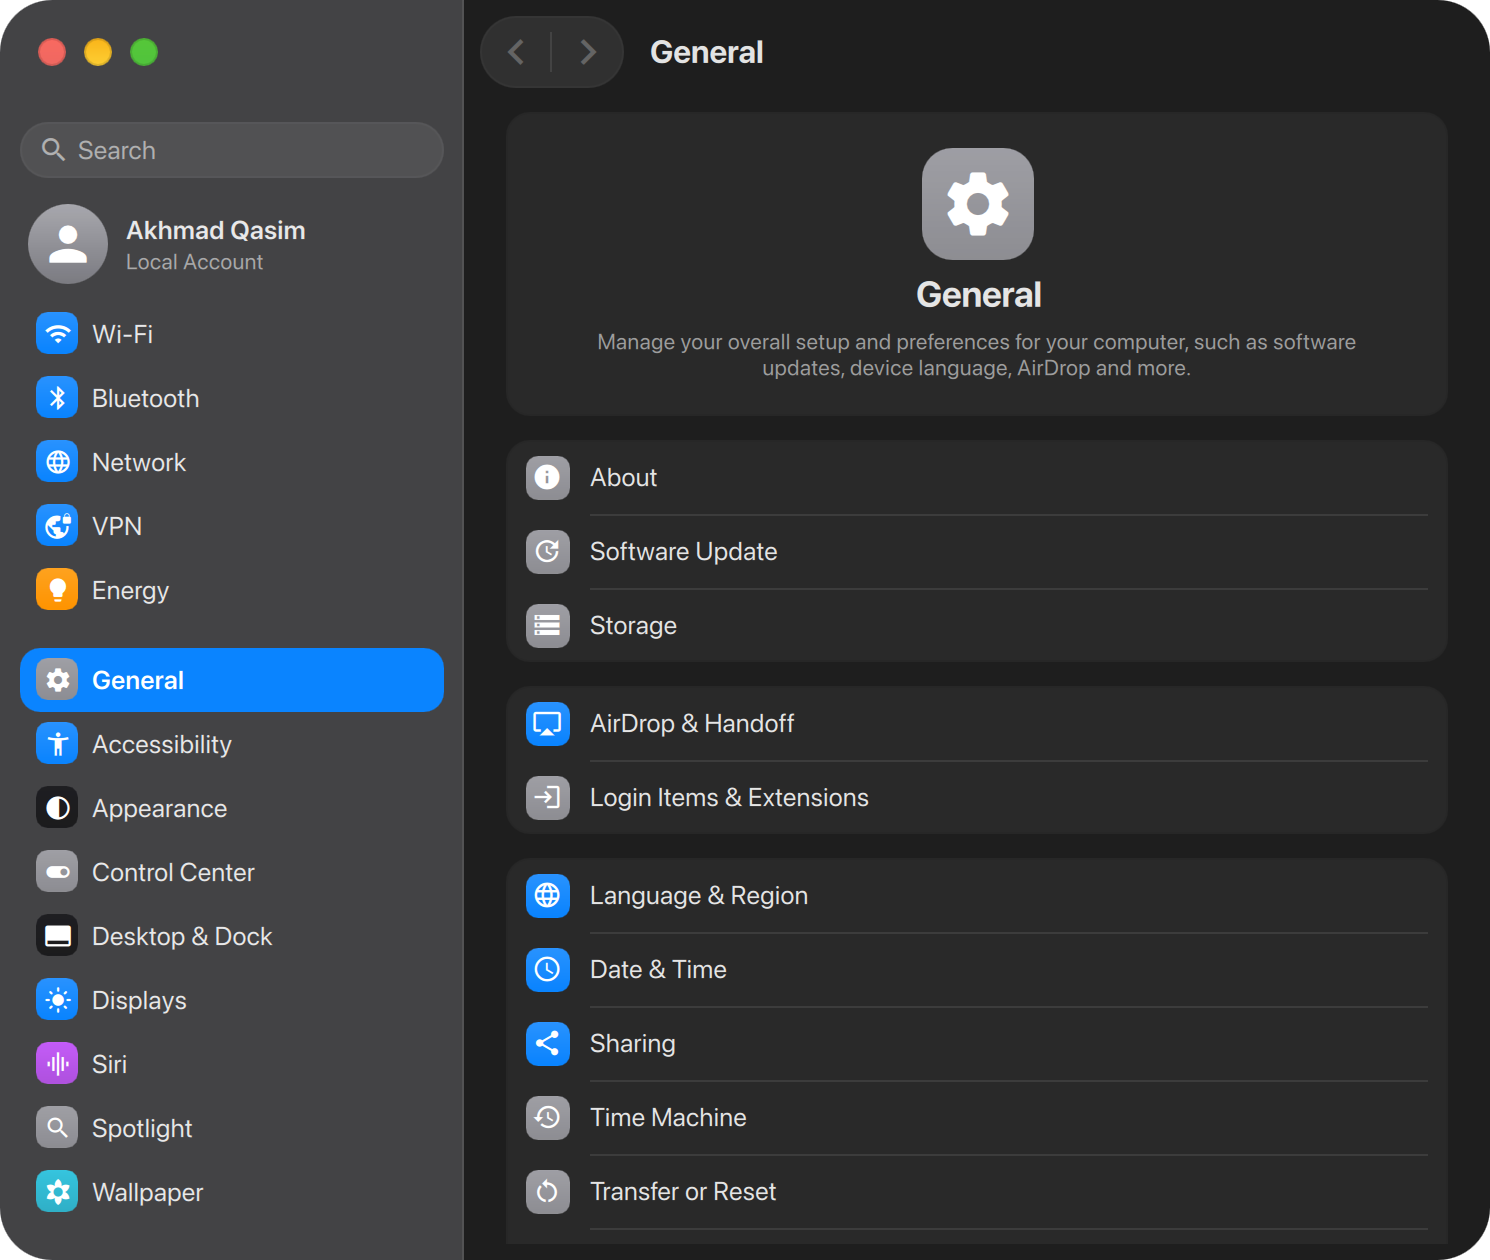 General
Search
Akhmad Qasim
Local Account
Wi-Fi
Bluetooth
Network
VPN
Energy
General
Accessibility
Appearance
Control Center
Desktop & Dock
Displays
Siri
Spotlight
Wallpaper
General
Manage your overall setup and preferences for your computer, such as software
updates, device language, AirDrop and more.
About
Software Update
Storage
AirDrop & Handoff
Login Items & Extensions
Language & Region
Date & Time
Sharing
Time Machine
Transfer or Reset